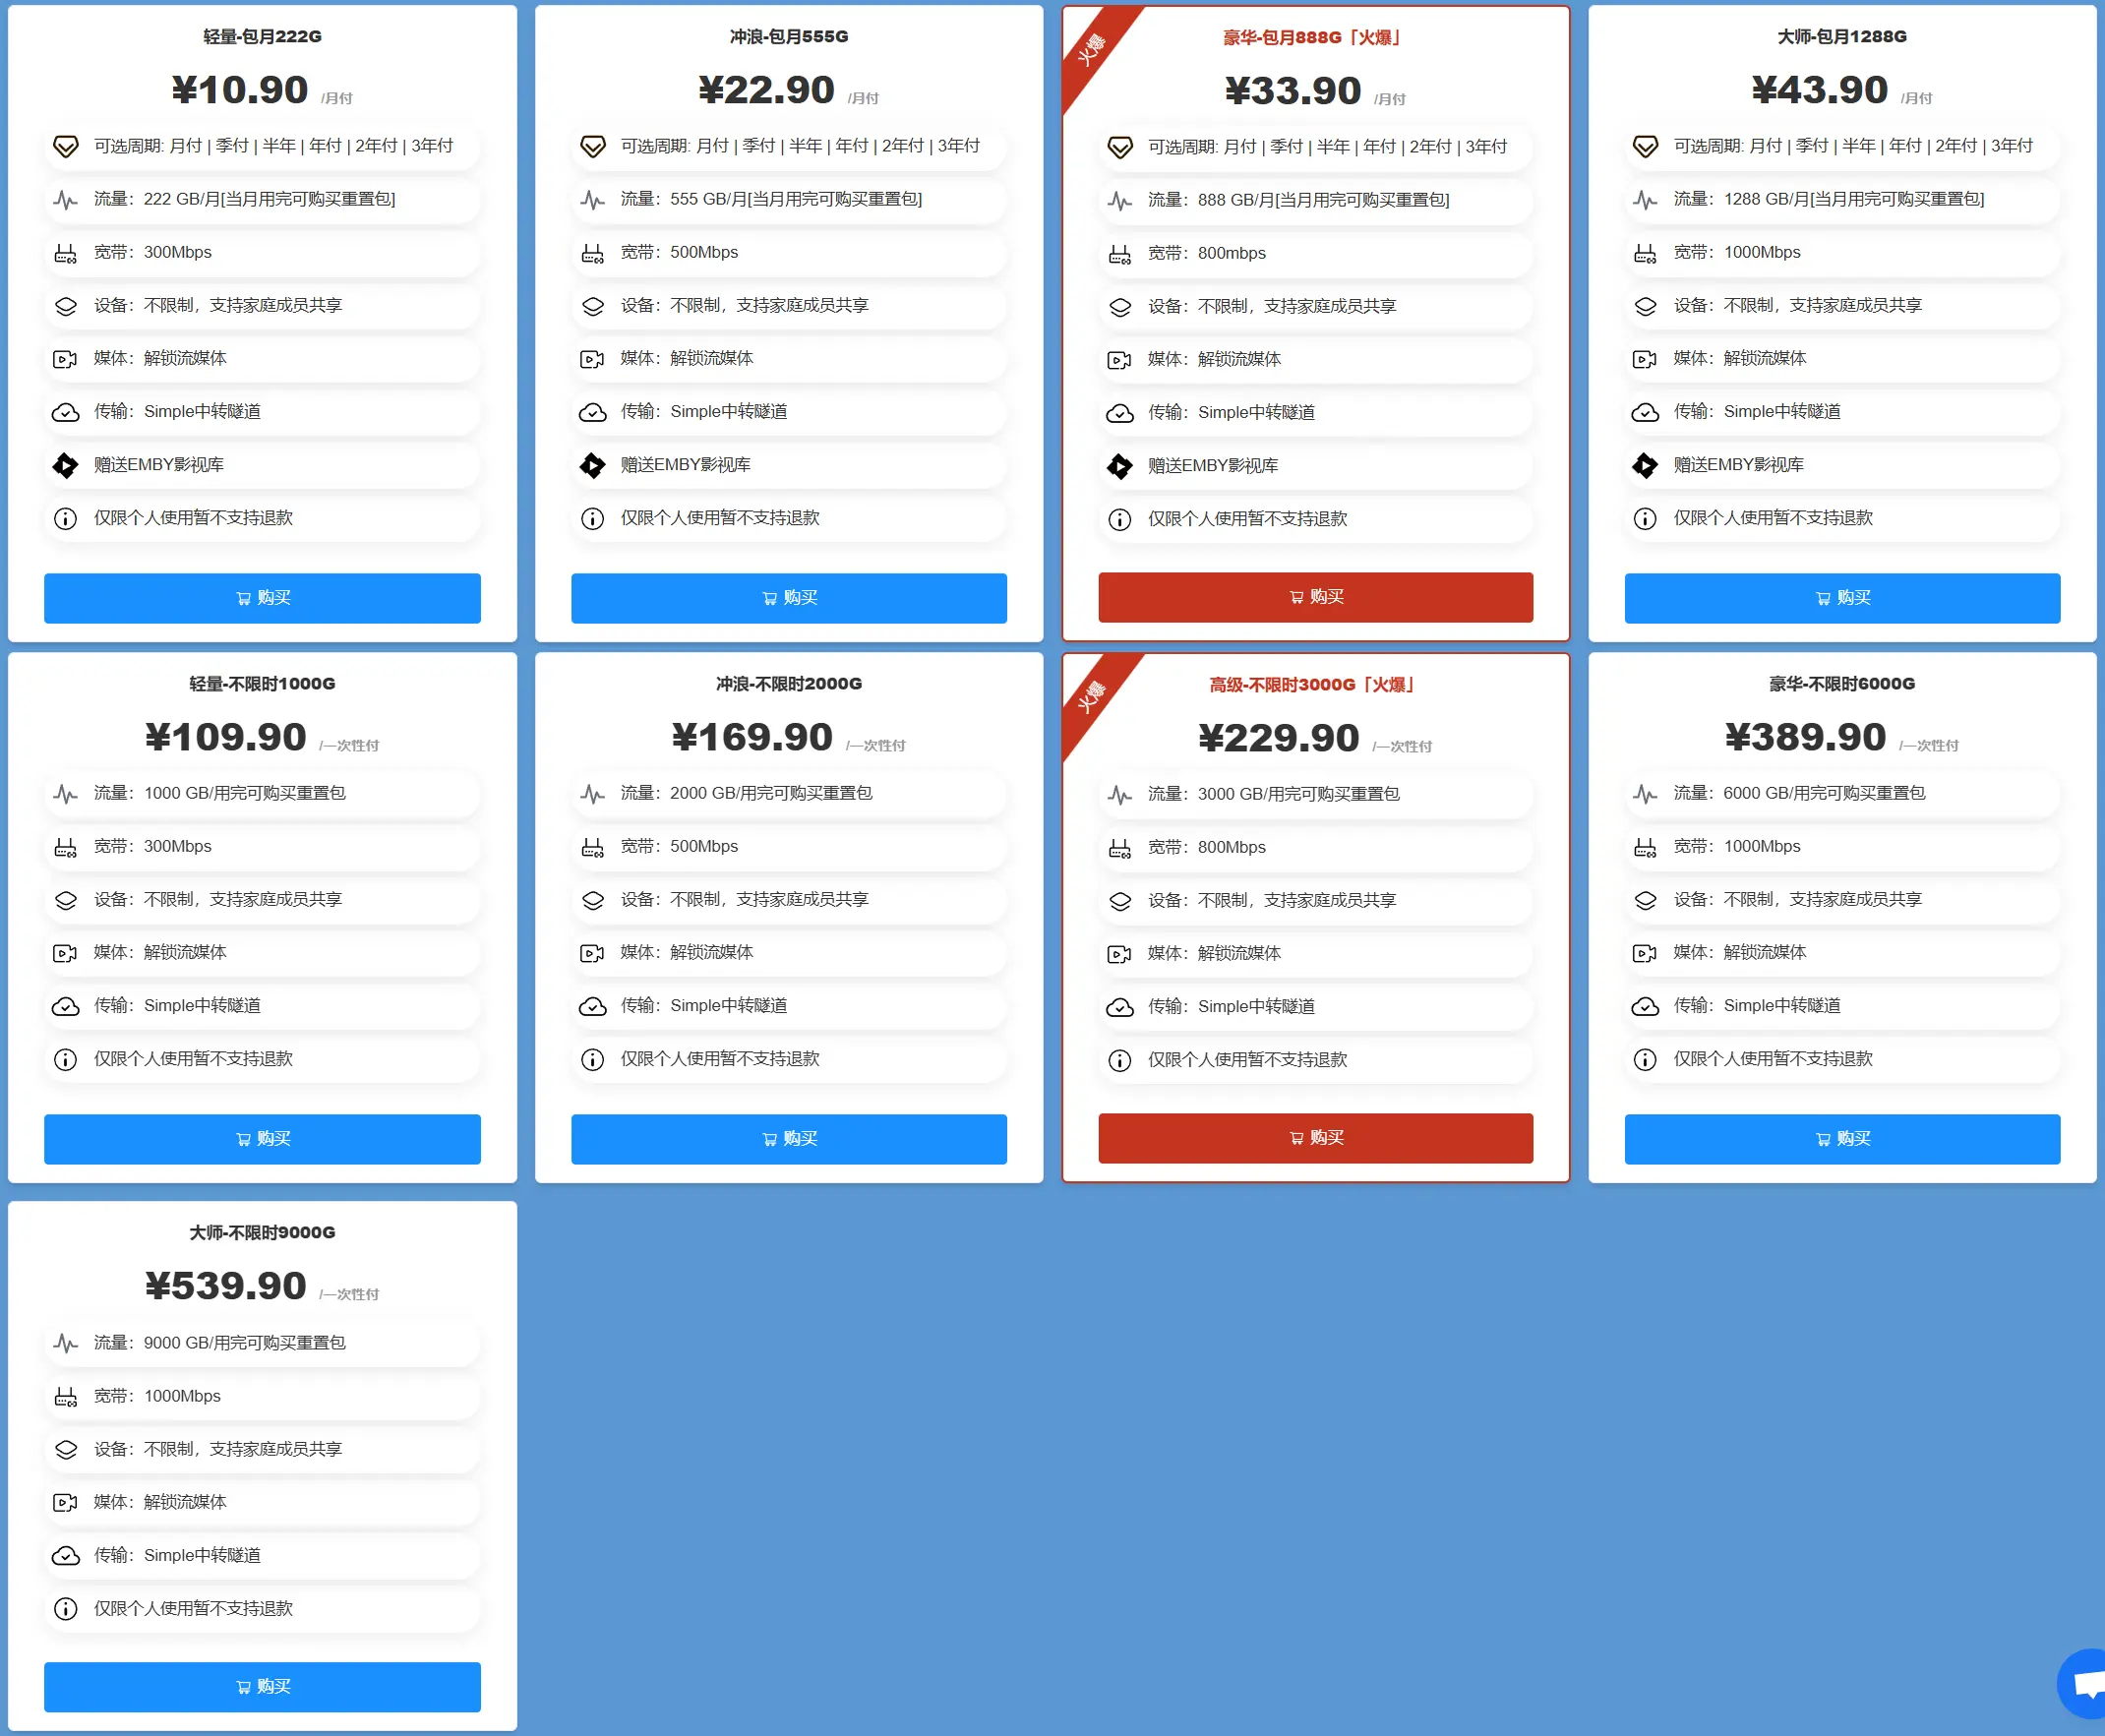 轻量-包月222G
¥10.90 /月付
可选周期: 月付 | 季付 | 半年 | 年付 | 2年付 | 3年付
流量：222 GB/月[当月用完可购买重置包]
宽带：300Mbps
设备：不限制，支持家庭成员共享
媒体：解锁流媒体
传输：Simple中转隧道
赠送EMBY影视库
仅限个人使用暂不支持退款
购买
冲浪-包月555G
¥22.90 /月付
可选周期: 月付 | 季付 | 半年 | 年付 | 2年付 | 3年付
流量：555 GB/月[当月用完可购买重置包]
宽带：500Mbps
设备：不限制，支持家庭成员共享
媒体：解锁流媒体
传输：Simple中转隧道
赠送EMBY影视库
仅限个人使用暂不支持退款
购买
火爆
豪华-包月888G「火爆」
¥33.90 /月付
可选周期: 月付 | 季付 | 半年 | 年付 | 2年付 | 3年付
流量：888 GB/月[当月用完可购买重置包]
宽带：800mbps
设备：不限制，支持家庭成员共享
媒体：解锁流媒体
传输：Simple中转隧道
赠送EMBY影视库
仅限个人使用暂不支持退款
购买
大师-包月1288G
¥43.90 /月付
可选周期: 月付 | 季付 | 半年 | 年付 | 2年付 | 3年付
流量：1288 GB/月[当月用完可购买重置包]
宽带：1000Mbps
设备：不限制，支持家庭成员共享
媒体：解锁流媒体
传输：Simple中转隧道
赠送EMBY影视库
仅限个人使用暂不支持退款
购买
轻量-不限时1000G
¥109.90 /一次性付
流量：1000 GB/用完可购买重置包
宽带：300Mbps
设备：不限制，支持家庭成员共享
媒体：解锁流媒体
传输：Simple中转隧道
仅限个人使用暂不支持退款
购买
冲浪-不限时2000G
¥169.90 /一次性付
流量：2000 GB/用完可购买重置包
宽带：500Mbps
设备：不限制，支持家庭成员共享
媒体：解锁流媒体
传输：Simple中转隧道
仅限个人使用暂不支持退款
购买
火爆
高级-不限时3000G「火爆」
¥229.90 /一次性付
流量：3000 GB/用完可购买重置包
宽带：800Mbps
设备：不限制，支持家庭成员共享
媒体：解锁流媒体
传输：Simple中转隧道
仅限个人使用暂不支持退款
购买
豪华-不限时6000G
¥389.90 /一次性付
流量：6000 GB/用完可购买重置包
宽带：1000Mbps
设备：不限制，支持家庭成员共享
媒体：解锁流媒体
传输：Simple中转隧道
仅限个人使用暂不支持退款
购买
大师-不限时9000G
¥539.90 /一次性付
流量：9000 GB/用完可购买重置包
宽带：1000Mbps
设备：不限制，支持家庭成员共享
媒体：解锁流媒体
传输：Simple中转隧道
仅限个人使用暂不支持退款
购买